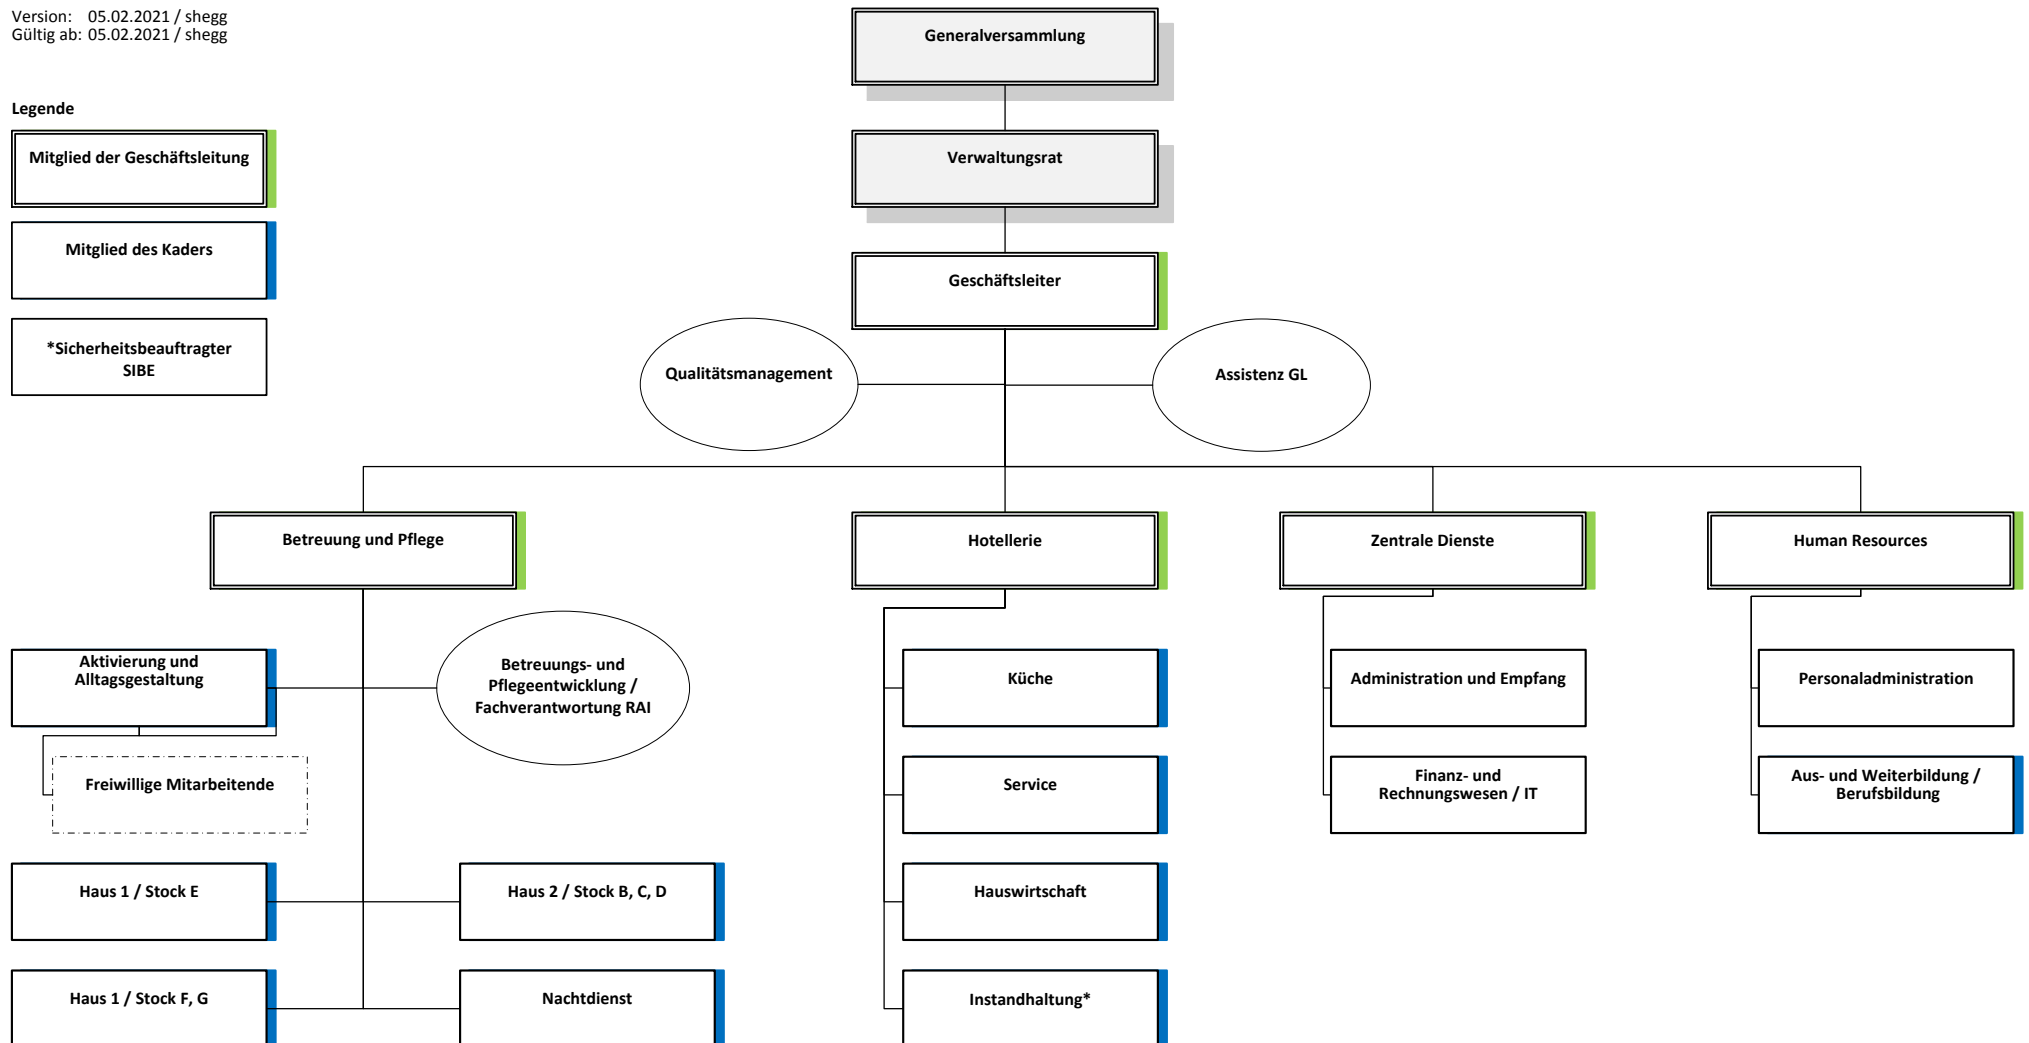 Version: 05.02.2021 / shegg
Gültig ab: 05.02.2021 / shegg
Legende
Mitglied der Geschäftsleitung
Mitglied des Kaders
*Sicherheitsbeauftragter
SIBE
Generalversammlung
Verwaltungsrat
Geschäftsleiter
Qualitätsmanagement
Assistenz GL
Betreuung und Pflege
Hotellerie
Zentrale Dienste
Human Resources
Aktivierung und
Alltagsgestaltung
Freiwillige Mitarbeitende
Betreuungs- und
Pflegeentwicklung /
Fachverantwortung RAI
Haus 1 / Stock E
Haus 2 / Stock B, C, D
Haus 1 / Stock F, G
Nachtdienst
Küche
Service
Hauswirtschaft
Instandhaltung*
Administration und Empfang
Finanz- und
Rechnungswesen / IT
Personaladministration
Aus- und Weiterbildung /
Berufsbildung